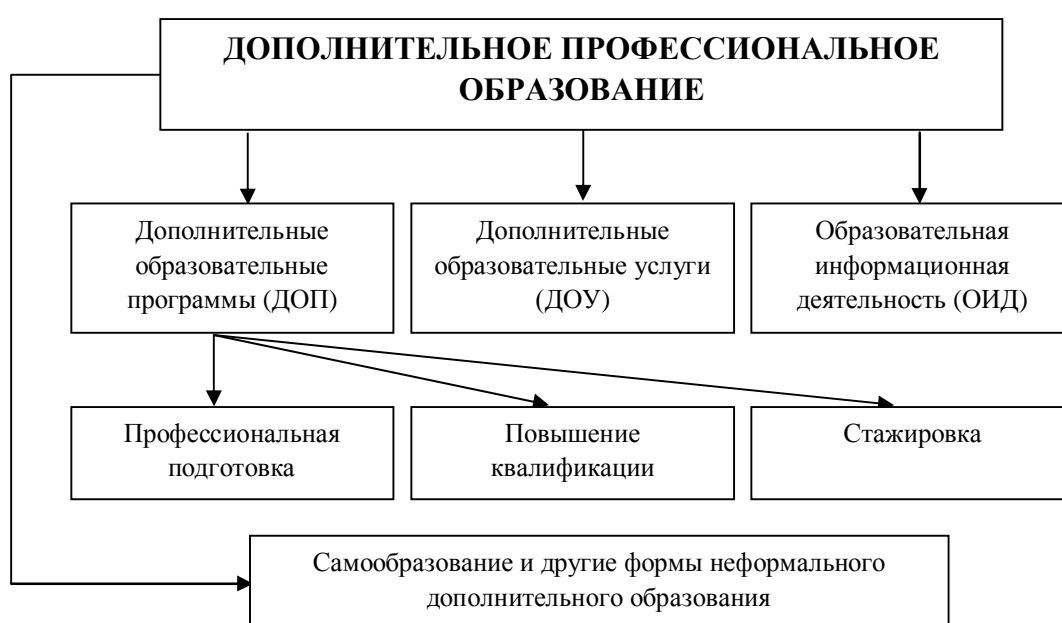 ДОПОЛНИТЕЛЬНОЕ ПРОФЕССИОНАЛЬНОЕ
ОБРАЗОВАНИЕ
Дополнительные
образовательные
программы (ДОП)
Дополнительные
образовательные услуги
(ДОУ)
Образовательная
информационная
деятельность (ОИД)
Профессиональная
подготовка
Повышение
квалификации
Стажировка
Самообразование и другие формы неформального
дополнительного образования